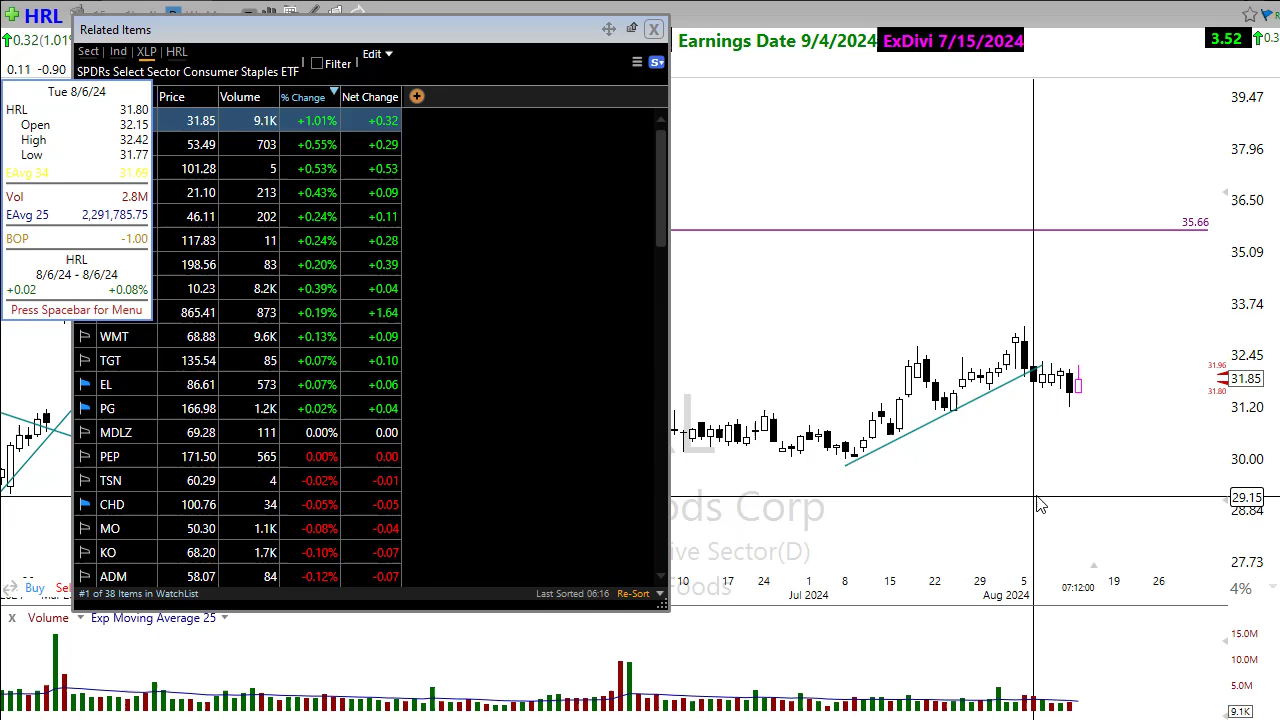 HRL
0.32(1.01%
0.11 -0.90
Related Items
X
Sect Ind XLP HRL
Filter
Edit
SPDRs Select Sector Consumer Staples ETF
Price Volume % Change Net Change
31.85 9.1K +1.01% +0.32
53.49 703 +0.55% +0.29
101.28 5 +0.53% +0.53
21.10 213 +0.43% +0.09
46.11 202 +0.24% +0.11
117.83 11 +0.24% +0.28
198.56 83 +0.20% +0.39
10.23 8.2K +0.39% +0.04
865.41 873 +0.19% +1.64
WMT 68.88 9.6K +0.13% +0.09
TGT 135.54 85 +0.07% +0.10
EL 86.61 573 +0.07% +0.06
PG 166.98 1.2K +0.02% +0.04
MDLZ 69.28 111 0.00% 0.00
PEP 171.50 565 0.00% 0.00
TSN 60.29 4 -0.02% -0.01
CHD 100.76 34 -0.05% -0.05
MO 50.30 1.1K -0.08% -0.04
KO 68.20 1.7K -0.10% -0.07
ADM 58.07 84 -0.12% -0.07
#1 of 38 Items in WatchList
Last Sorted 06:16 Re-Sort
Tue 8/6/24
HRL 31.80
Open 32.15
High 32.42
Low 31.77
EAvg 34 31.69
Vol 2.8M
EAvg 25 2,291,785.75
BOP -1.00
HRL
8/6/24 - 8/6/24
+0.02 +0.08%
Press Spacebar for Menu
Buy Sel
Earnings Date 9/4/2024
ExDivi 7/15/2024
3.52
0.3
39.47
37.96
36.50
35.66
35.09
33.74
32.45
31.96
31.85
31.80
31.20
30.00
29.15
28.84
27.73
4%
RL
ods Corp
ive Sector(D)
Foods
10 17 24 1 8 15 22 29 5 19 26
Jul 2024 Aug 2024 07:12:00
X Volume Exp Moving Average 25
15.0M
10.0M
5.0M
9.1K